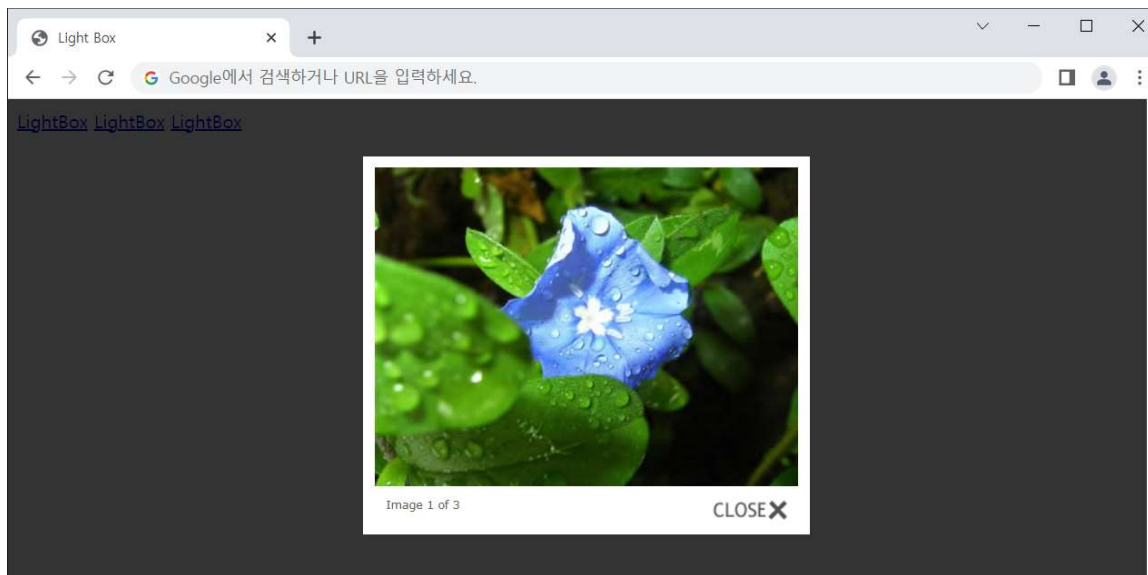 Light Box
Google에서 검색하거나 URL을 입력하세요.
LightBox LightBox LightBox
Image 1 of 3
CLOSE